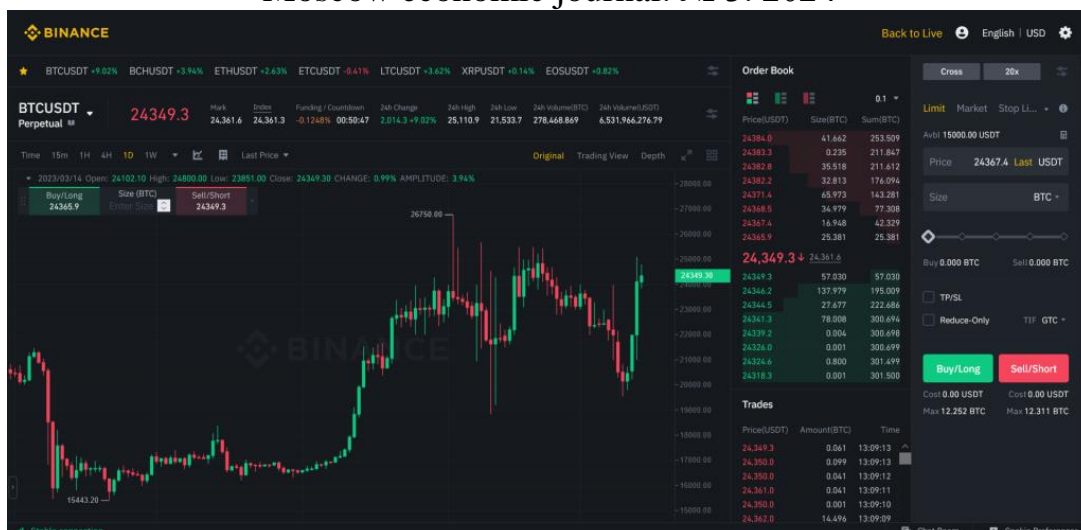 BINANCE
Back to Live English | USD
BTCUSDT +9.02% BCHUSDT +3.94% ETHUSDT +2.63% ETCUSDT -0.41% LTCUSDT +3.62% XRPUSDT +0.14% EOSUSDT +0.82%
BTCUSDT
Perpetual
24349.3
Mark Index Funding / Countdown 24h Change 24h High 24h Low 24h Volume(BTC) 24h Volume(USDT)
24,361.6 24,361.3 -0.1248% 00:50:47 2,014.3 +9.02% 25,110.9 21,533.7 278,468.869 6,531,966,276.79
Time 15m 1H 4H 1D 1W Last Price Original Trading View Depth
2023/03/14 Open: 24102.10 High: 24800.00 Low: 23851.00 Close: 24349.30 CHANGE: 0.99% AMPLITUDE: 3.94%
Buy/Long Size (BTC) Sell/Short
24365.9 Enter Size 24349.3
26750.00
15443.20
BINANCE
28000.00
27000.00
26000.00
25000.00
24349.30
24000.00
23000.00
22000.00
21000.00
20000.00
19000.00
18000.00
17000.00
16000.00
15000.00
Order Book
0.1
Price(USDT) Size(BTC) Sum(BTC)
24384.0 41.662 253.509
24383.3 0.235 211.847
24382.8 35.518 211.612
24382.2 32.813 176.094
24371.4 65.973 143.281
24368.5 34.979 77.308
24367.4 16.948 42.329
24365.9 25.381 25.381
24,349.3↓ 24,361.6
24349.3 57.030 57.030
24346.2 137.979 195.009
24344.5 27.677 222.686
24341.3 78.008 300.694
24339.2 0.004 300.698
24326.0 0.001 300.699
24324.6 0.800 301.499
24318.3 0.001 301.500
Trades
Price(USDT) Amount(BTC) Time
24,349.3 0.061 13:09:13
24,350.0 0.099 13:09:13
24,350.0 0.041 13:09:12
24,361.0 0.041 13:09:11
24,350.0 0.001 13:09:10
24,362.0 14.496 13:09:09
Cross 20x
Limit Market Stop Li...
Avbl 15000.00 USDT
Price 24367.4 Last USDT
Size BTC
Buy 0.000 BTC Sell 0.000 BTC
TP/SL
Reduce-Only TIF GTC
Buy/Long Sell/Short
Cost 0.00 USDT Cost 0.00 USDT
Max 12.252 BTC Max 12.311 BTC